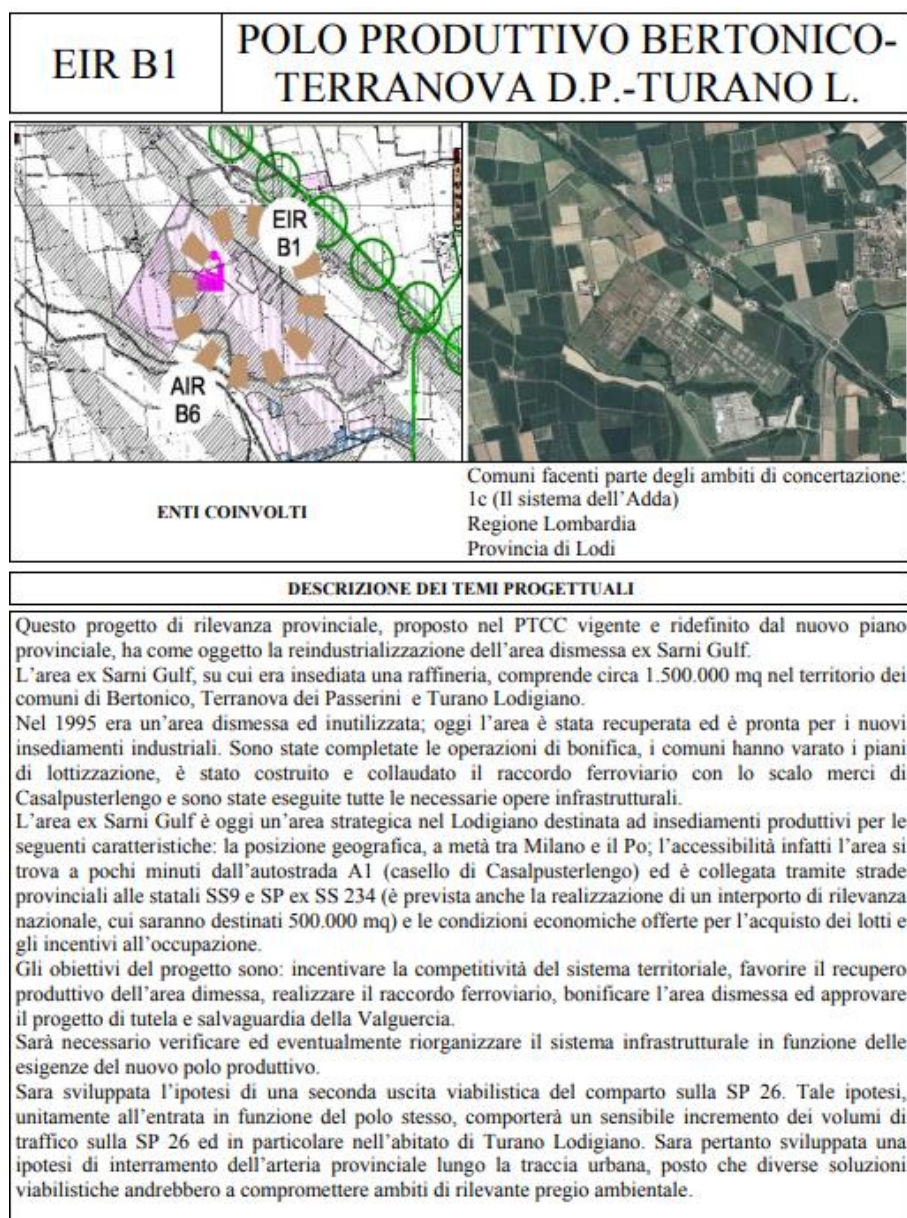 EIR B1
POLO PRODUTTIVO BERTONICO-
TERRANOVA D.P.-TURANO L.
EIR
B1
AIR
B6
ENTI COINVOLTI
Comuni facenti parte degli ambiti di concertazione:
1c (Il sistema dell'Adda)
Regione Lombardia
Provincia di Lodi
DESCRIZIONE DEI TEMI PROGETTUALI
Questo progetto di rilevanza provinciale, proposto nel PTCC vigente e ridefinito dal nuovo piano
provinciale, ha come oggetto la reindustrializzazione dell'area dismessa ex Sarni Gulf.
L'area ex Sarni Gulf, su cui era insediata una raffineria, comprende circa 1.500.000 mq nel territorio dei
comuni di Bertonico, Terranova dei Passerini e Turano Lodigiano.
Nel 1995 era un'area dismessa ed inutilizzata; oggi l'area è stata recuperata ed è pronta per i nuovi
insediamenti industriali. Sono state completate le operazioni di bonifica, i comuni hanno varato i piani
di lottizzazione, è stato costruito e collaudato il raccordo ferroviario con lo scalo merci di
Casalpusterlengo e sono state eseguite tutte le necessarie opere infrastrutturali.
L'area ex Sarni Gulf è oggi un'area strategica nel Lodigiano destinata ad insediamenti produttivi per le
seguenti caratteristiche: la posizione geografica, a metà tra Milano e il Po; l'accessibilità infatti l'area si
trova a pochi minuti dall'autostrada A1 (casello di Casalpusterlengo) ed è collegata tramite strade
provinciali alle statali SS9 e SP ex SS 234 (è prevista anche la realizzazione di un interporto di rilevanza
nazionale, cui saranno destinati 500.000 mq) e le condizioni economiche offerte per l'acquisto dei lotti e
gli incentivi all'occupazione.
Gli obiettivi del progetto sono: incentivare la competitività del sistema territoriale, favorire il recupero
produttivo dell'area dimessa, realizzare il raccordo ferroviario, bonificare l'area dismessa ed approvare
il progetto di tutela e salvaguardia della Valguercia.
Sarà necessario verificare ed eventualmente riorganizzare il sistema infrastrutturale in funzione delle
esigenze del nuovo polo produttivo.
Sara sviluppata l'ipotesi di una seconda uscita viabilistica del comparto sulla SP 26. Tale ipotesi,
unitamente all'entrata in funzione del polo stesso, comporterà un sensibile incremento dei volumi di
traffico sulla SP 26 ed in particolare nell'abitato di Turano Lodigiano. Sara pertanto sviluppata una
ipotesi di interramento dell'arteria provinciale lungo la traccia urbana, posto che diverse soluzioni
viabilistiche andrebbero a compromettere ambiti di rilevante pregio ambientale.